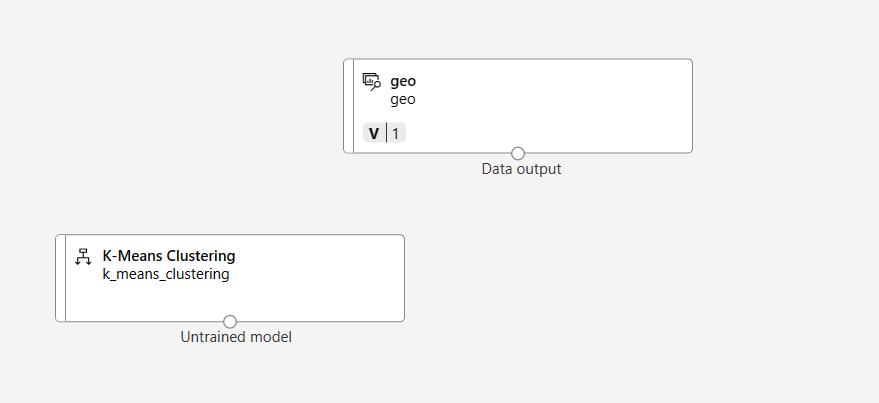 geo
geo
V 1
Data output
K-Means Clustering
k_means_clustering
Untrained model